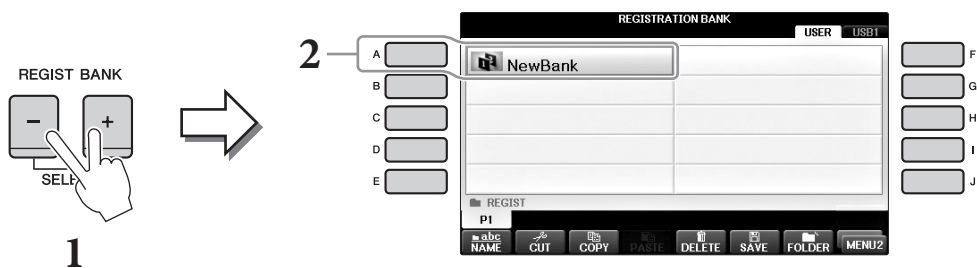 REGIST BANK
-
+
SELE
1
2
A
B
C
D
E
REGISTRATION BANK
USER USB1
NewBank
REGIST
P1
abc
NAME CUT COPY PASTE DELETE SAVE FOLDER MENU2
F
G
H
I
J